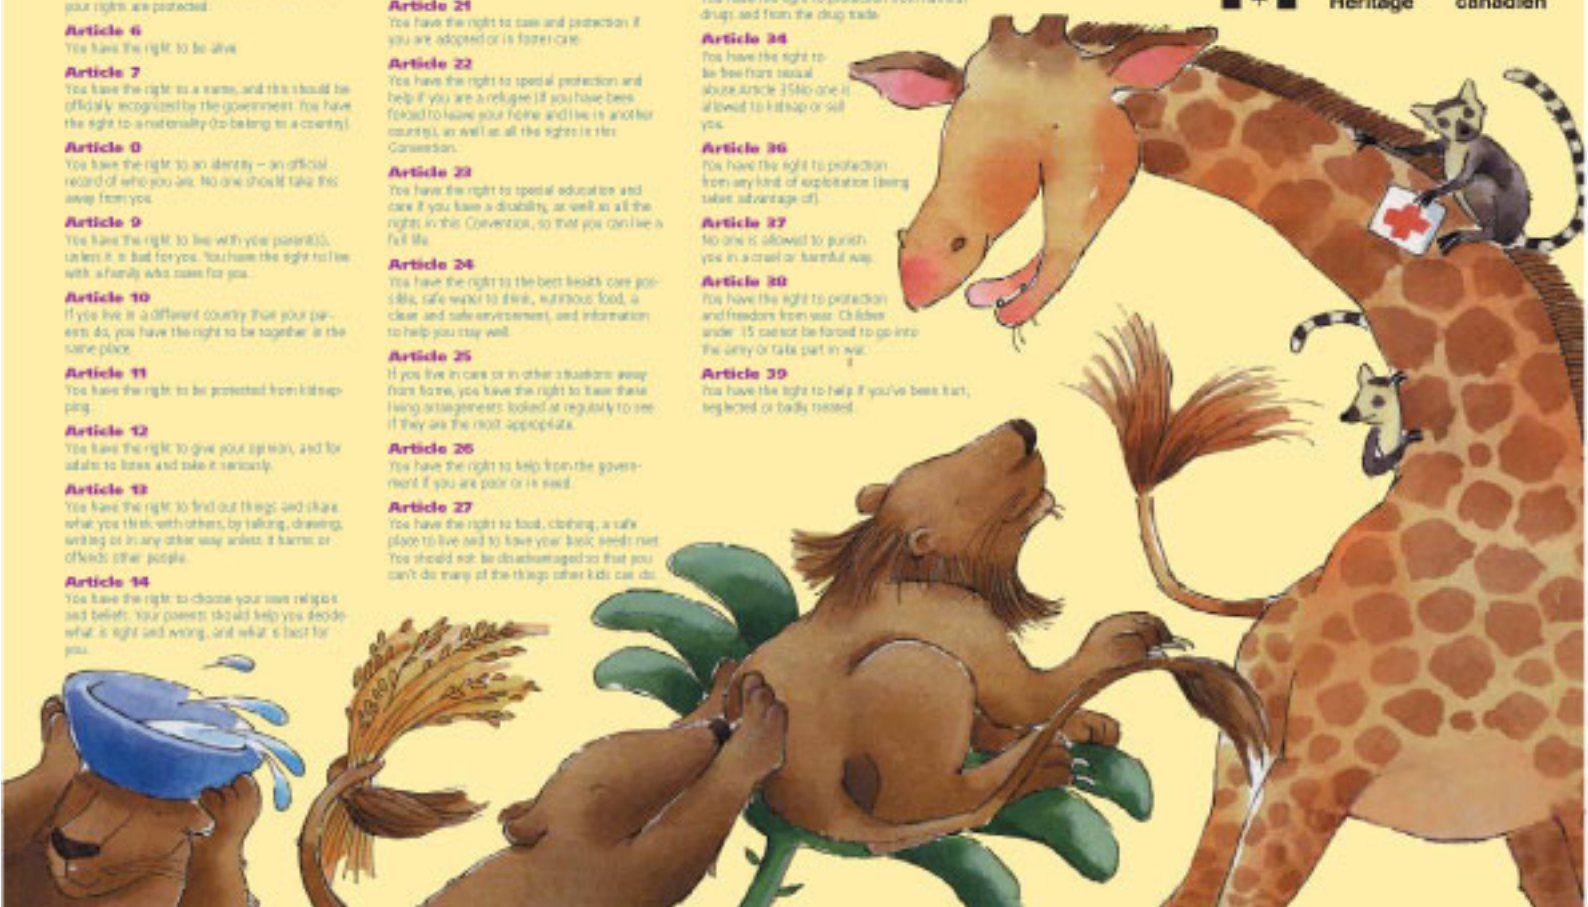 your rights are protected.
Article 6
You have the right to be alive.
Article 7
You have the right to a name, and this should be
officially recognized by the government. You have
the right to a nationality (to belong to a country).
Article 8
You have the right to an identity – an official
record of who you are. No one should take this
away from you.
Article 9
You have the right to live with your parent(s),
unless it is bad for you. You have the right to live
with a family who cares for you.
Article 10
If you live in a different country than your par-
ents do, you have the right to be together in the
same place.
Article 11
You have the right to be protected from kidnap-
ping.
Article 12
You have the right to give your opinion, and for
adults to listen and take it seriously.
Article 13
You have the right to find out things and share
what you think with others, by talking, drawing,
writing or in any other way unless it harms or
offends other people.
Article 14
You have the right to choose your own religion
and beliefs. Your parents should help you decide
what is right and wrong, and what is best for
you.
Article 21
You have the right to care and protection if
you are adopted or in foster care.
Article 22
You have the right to special protection and
help if you are a refugee (if you have been
forced to leave your home and live in another
country), as well as all the rights in this
Convention.
Article 23
You have the right to special education and
care if you have a disability, as well as all the
rights in this Convention, so that you can live a
full life.
Article 24
You have the right to the best health care pos-
sible, safe water to drink, nutritious food, a
clean and safe environment, and information
to help you stay well.
Article 25
If you live in care or in other situations away
from home, you have the right to have these
living arrangements looked at regularly to see
if they are the most appropriate.
Article 26
You have the right to help from the govern-
ment if you are poor or in need.
Article 27
You have the right to food, clothing, a safe
place to live and to have your basic needs met.
You should not be disadvantaged so that you
can't do many of the things other kids can do.
drugs and from the drug trade.
Article 34
You have the right to
be free from sexual
abuse.Article 35No one is
allowed to kidnap or sell
you.
Article 36
You have the right to protection
from any kind of exploitation (being
taken advantage of).
Article 37
No one is allowed to punish
you in a cruel or harmful way.
Article 38
You have the right to protection
and freedom from war. Children
under 15 cannot be forced to go into
the army or take part in war.
Article 39
You have the right to help if you've been hurt,
neglected or badly treated.
Heritage canadien